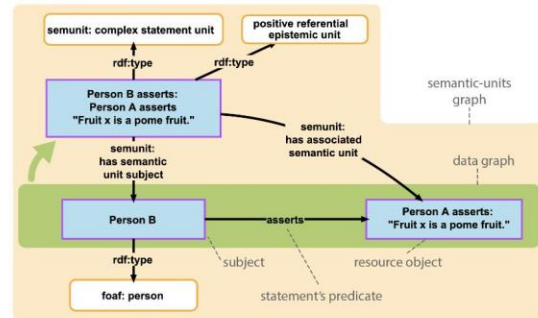 semunit: complex statement unit
positive referential
epistemic unit
rdf:type
rdf:type
Person B asserts:
Person A asserts
"Fruit x is a pome fruit."
semantic-units
graph
semunit:
has associated
semantic unit
semunit:
has semantic
unit subject
data graph
Person B
asserts
Person A asserts:
"Fruit x is a pome fruit."
rdf:type
subject
resource object
statement's predicate
foaf: person